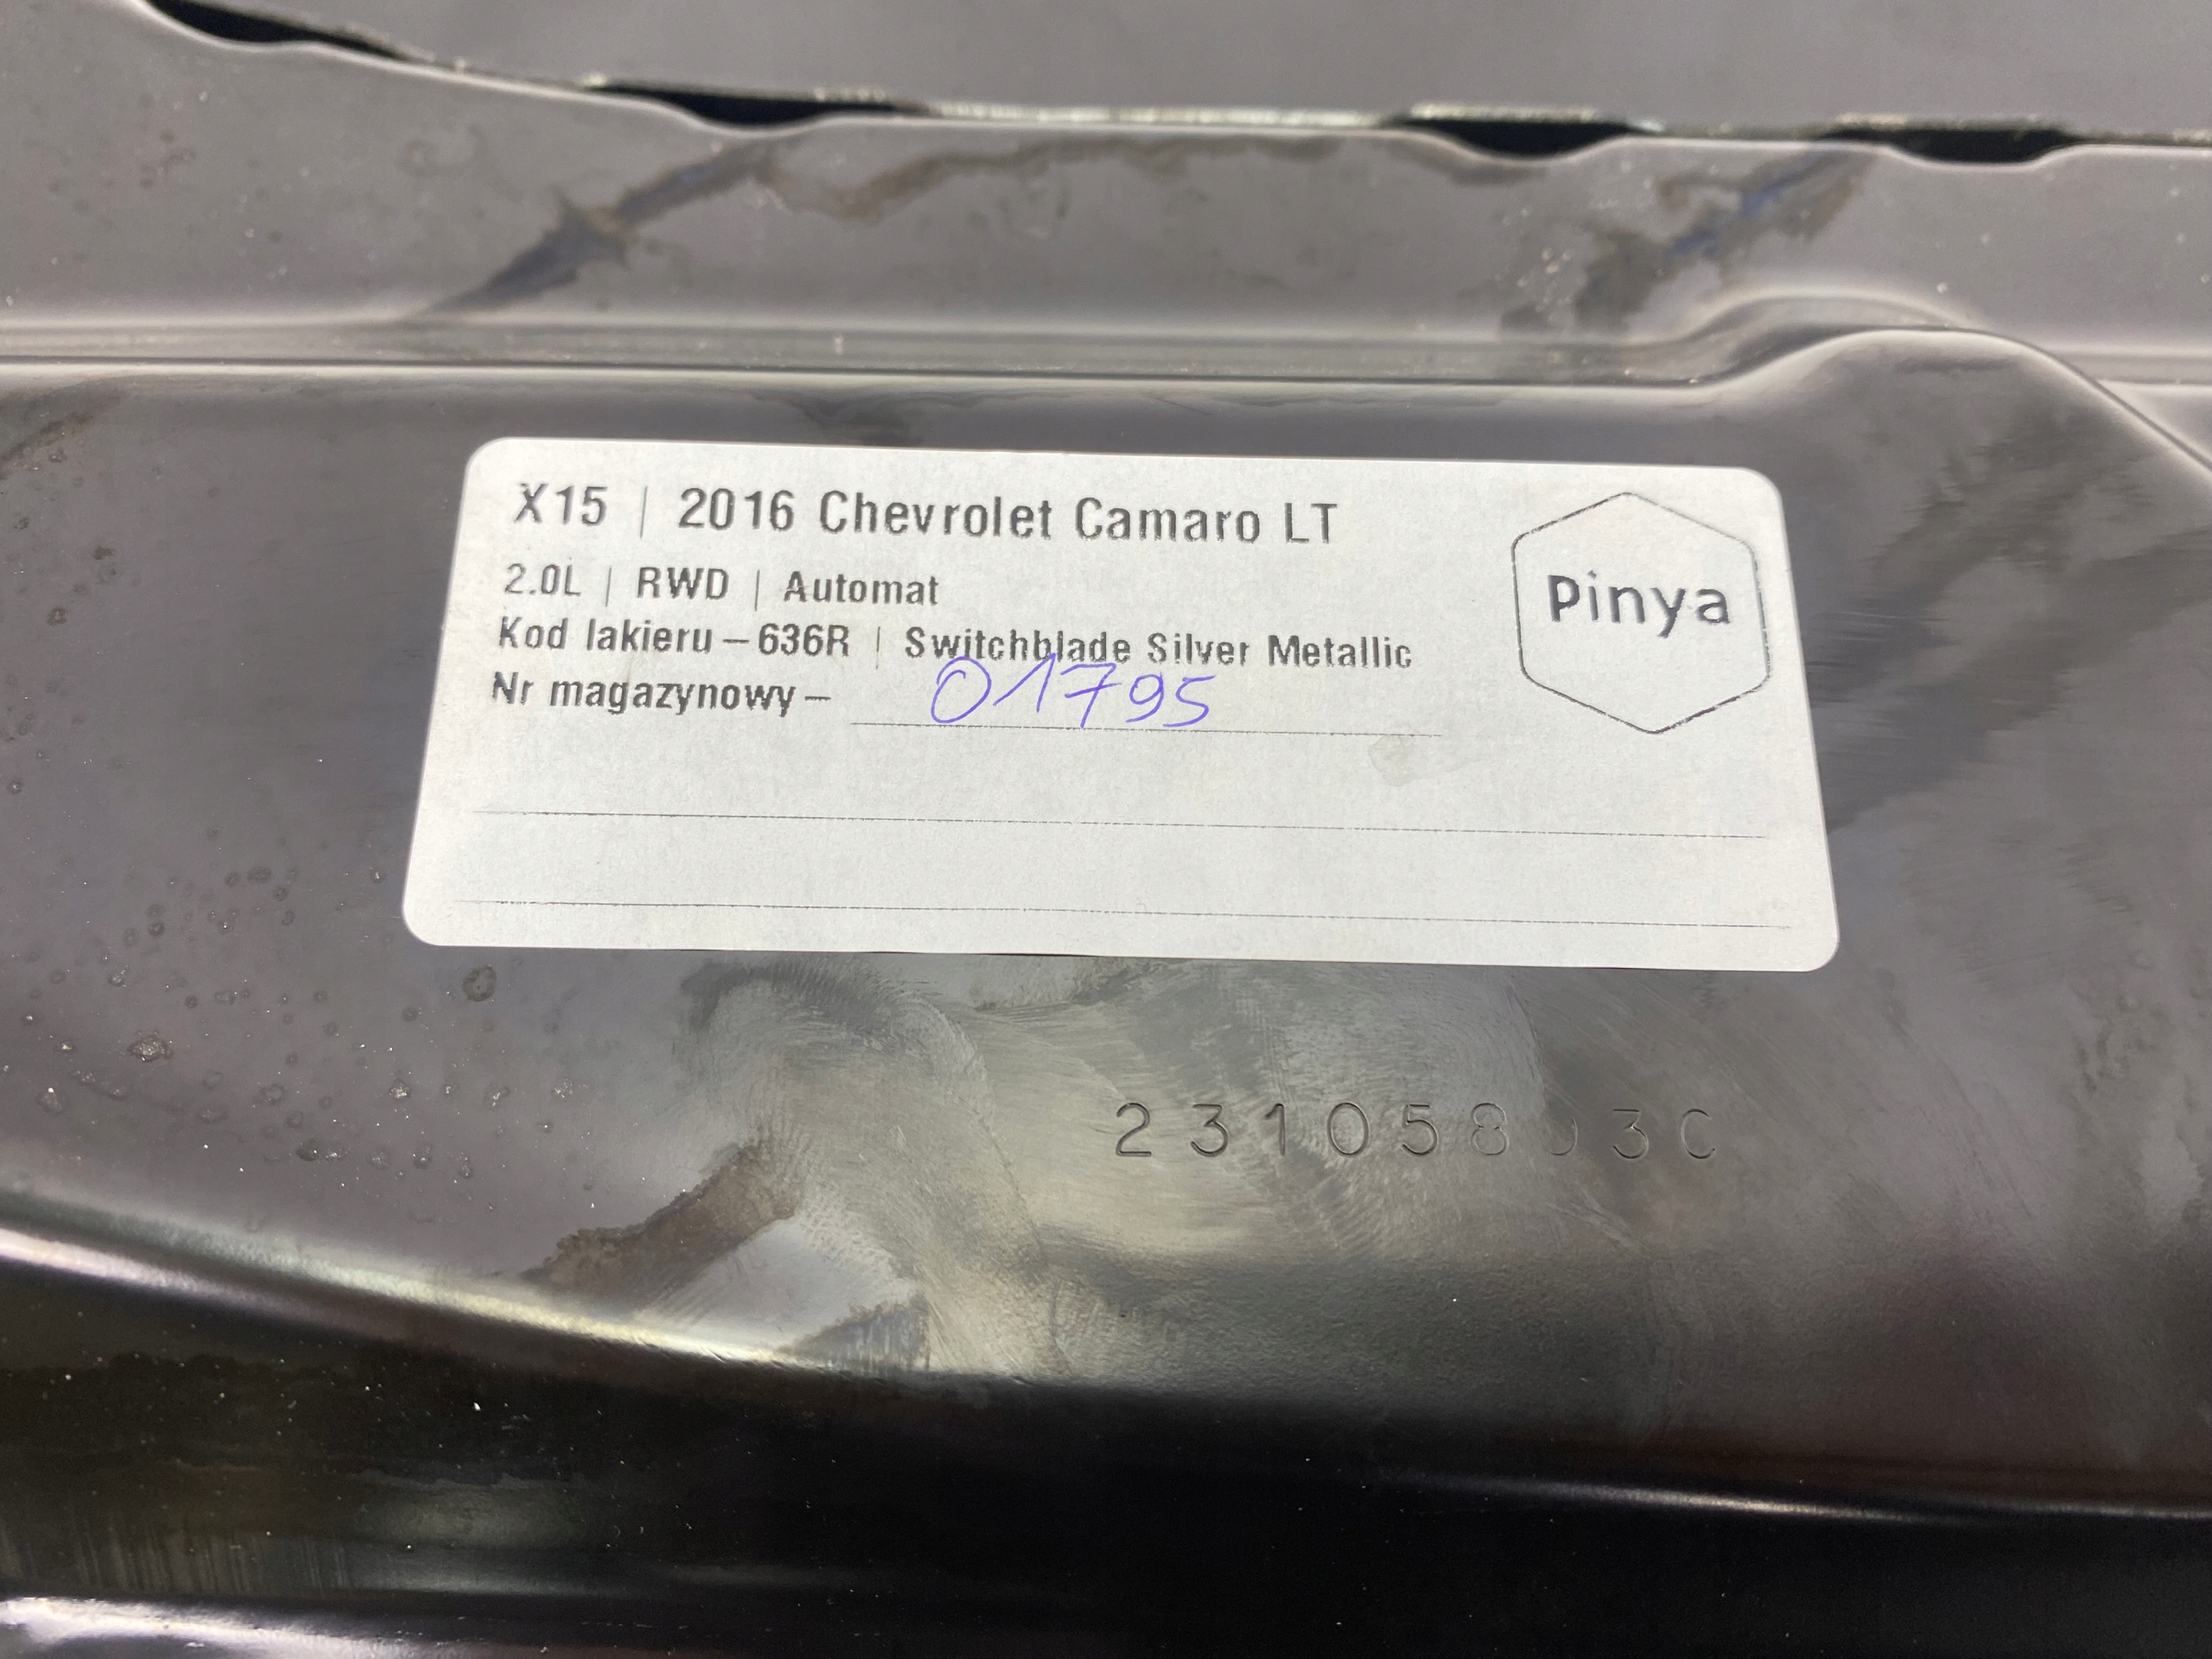 X15 | 2016 Chevrolet Camaro LT
2.0L | RWD | Automat
Kod lakieru – 636R | Switchblade Silver Metallic
Nr magazynowy – 01795
Pinya